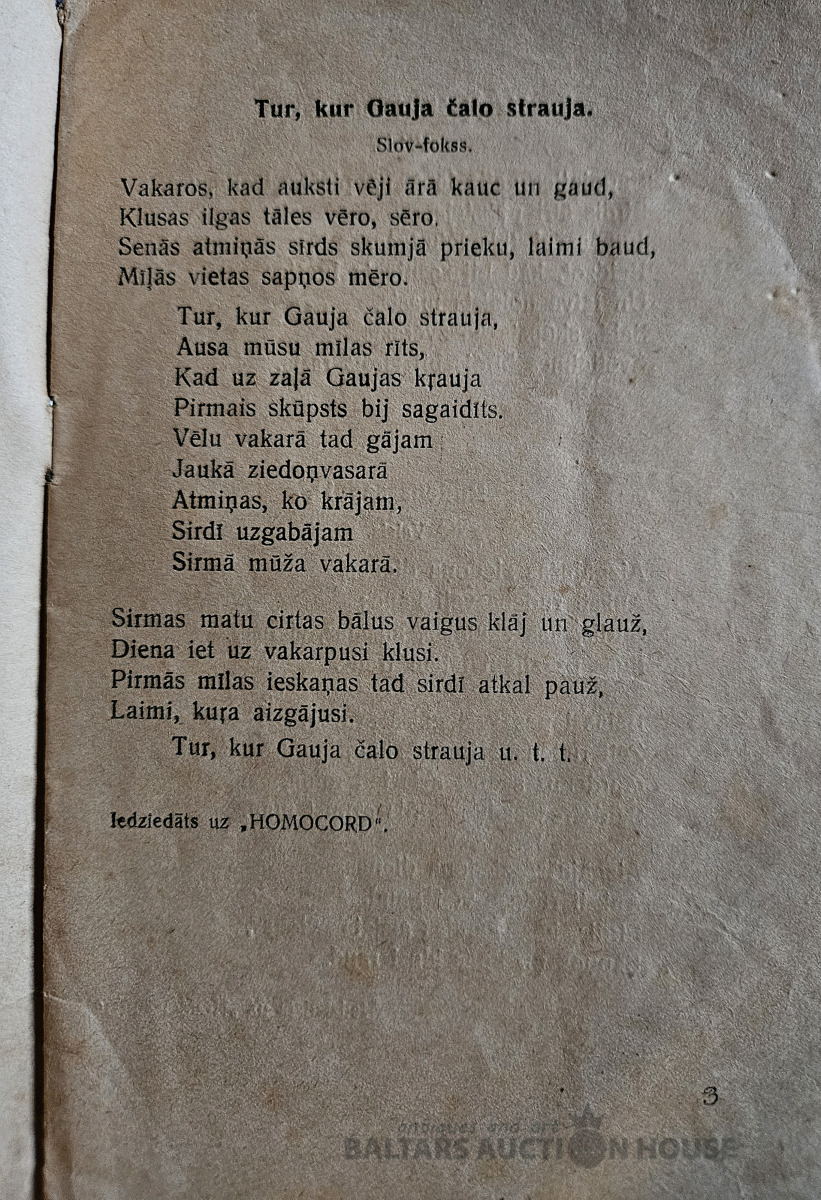 Tur, kur Gauja čalo strauja.
Slov-fokss.
Vakaros, kad auksti vēji ārā kauc un gaud,
Klusas ilgas tāles vēro, sēro.
Senās atmiņās sirds skumjā prieku, laimi baud,
Mīļās vietas sapņos mēro.
Tur, kur Gauja čalo strauja,
Ausa mūsu mīlas rīts,
Kad uz zaļā Gaujas kŗauja
Pirmais skūpsts bij sagaidīts.
Vēlu vakarā tad gājam
Jaukā ziedoņvasarā
Atmiņas, ko krājam,
Sirdī uzgabājam
Sirmā mūža vakarā.
Sirmas matu cirtas bālus vaigus klāj un glauž,
Diena iet uz vakarpusi klusi.
Pirmās mīlas ieskaņas tad sirdī atkal pauž,
Laimi, kuŗa aizgājusi.
Tur, kur Gauja čalo strauja u. t. t.
Iedziedāts uz „HOMOCORD“.
3
antiques and art
BALTARS AUCTION HOUSE